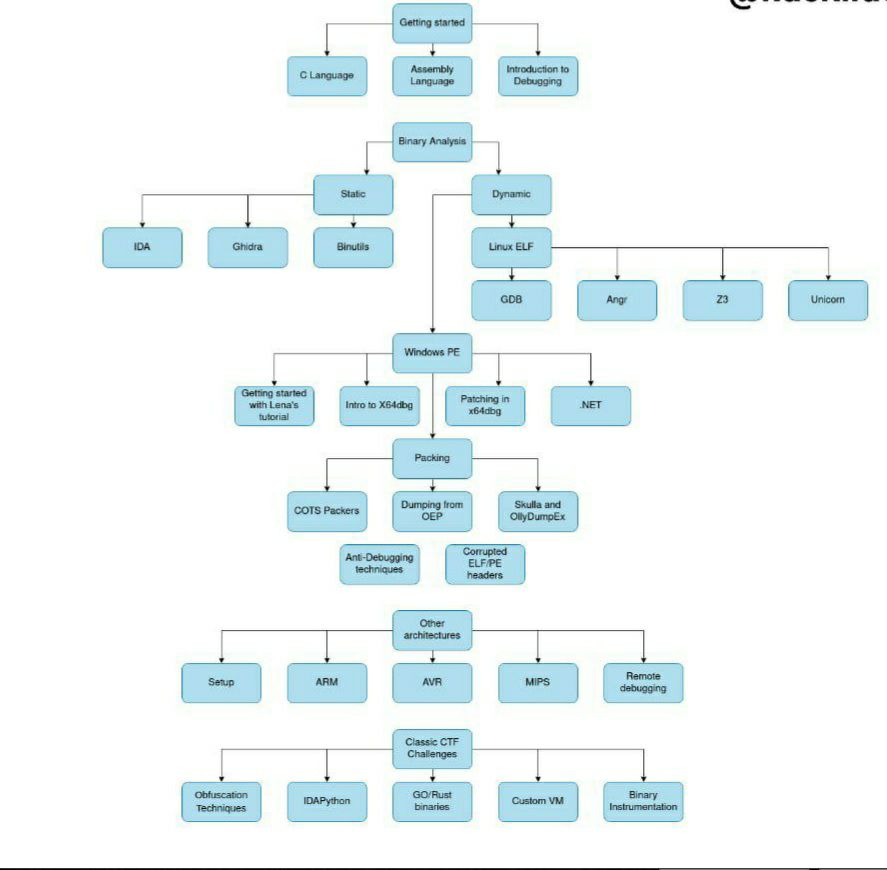 Getting started
C Language
Assembly
Language
Introduction to
Debugging
Binary Analysis
Static
Dynamic
IDA
Ghidra
Binutils
Linux ELF
GDB
Angr
Z3
Unicorn
Windows PE
Getting started
with Lena's
tutorial
Intro to X64dbg
Patching in
x64dbg
.NET
Packing
COTS Packers
Dumping from
OEP
Skulla and
OllyDumpEx
Anti-Debugging
techniques
Corrupted
ELF/PE
headers
Other
architectures
Setup
ARM
AVR
MIPS
Remote
debugging
Classic CTF
Challenges
Obfuscation
Techniques
IDAPython
GO/Rust
binaries
Custom VM
Binary
Instrumentation